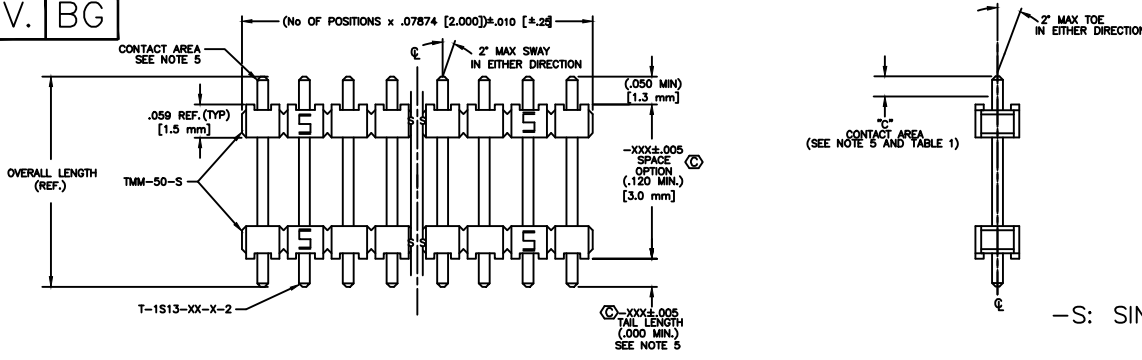 V. BG
(No OF POSITIONS x .07874 [2.000])±.010 [±.25]
CONTACT AREA
SEE NOTE 5
℄
2° MAX SWAY
IN EITHER DIRECTION
(.050 MIN)
[1.3 mm]
.059 REF.(TYP)
[1.5 mm]
S
S S
S
-XXX±.005
SPACE
OPTION
(.120 MIN.)
[3.0 mm]
C
OVERALL LENGTH
(REF.)
TMM-50-S
S
S S
S
T-1S13-XX-X-2
C -XXX±.005
TAIL LENGTH
(.000 MIN.)
SEE NOTE 5
2° MAX TOE
IN EITHER DIRECTION
"C"
CONTACT AREA
(SEE NOTE 5 AND TABLE 1)
℄
-S: SIN